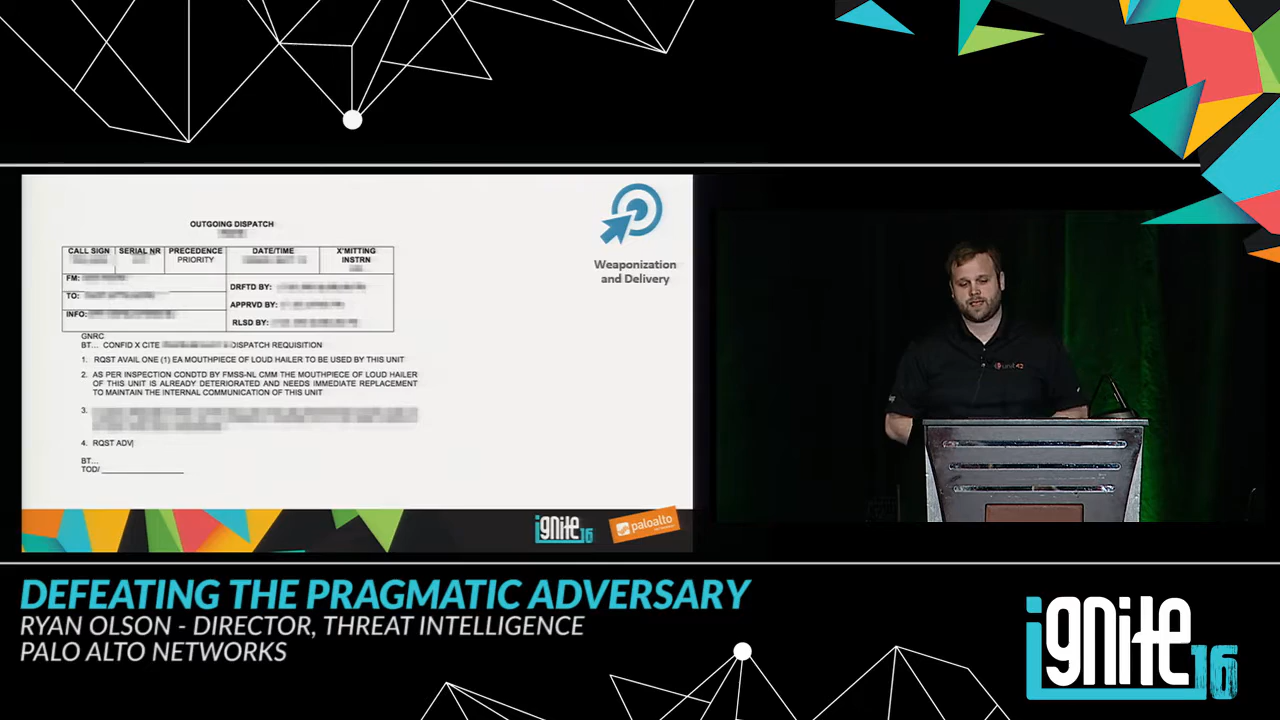 OUTGOING DISPATCH
CALL SIGN
SERIAL NR
PRECEDENCE
PRIORITY
DATE/TIME
X'MITTING
INSTRN
FM:
TO:
INFO:
DRFTD BY:
APPRVD BY:
RLSD BY:
GNRC
BT... CONFID X CITE DISPATCH REQUISITION
1. RQST AVAIL ONE (1) EA MOUTHPIECE OF LOUD HAILER TO BE USED BY THIS UNIT
2. AS PER INSPECTION CONDTD BY FMSS-NL CMM THE MOUTHPIECE OF LOUD HAILER
OF THIS UNIT IS ALREADY DETERIORATED AND NEEDS IMMEDIATE REPLACEMENT
TO MAINTAIN THE INTERNAL COMMUNICATION OF THIS UNIT
3.
4. RQST ADV
BT...
TOD/
Weaponization
and Delivery
ignite16
paloalto
DEFEATING THE PRAGMATIC ADVERSARY
RYAN OLSON - DIRECTOR, THREAT INTELLIGENCE
PALO ALTO NETWORKS
ignite16